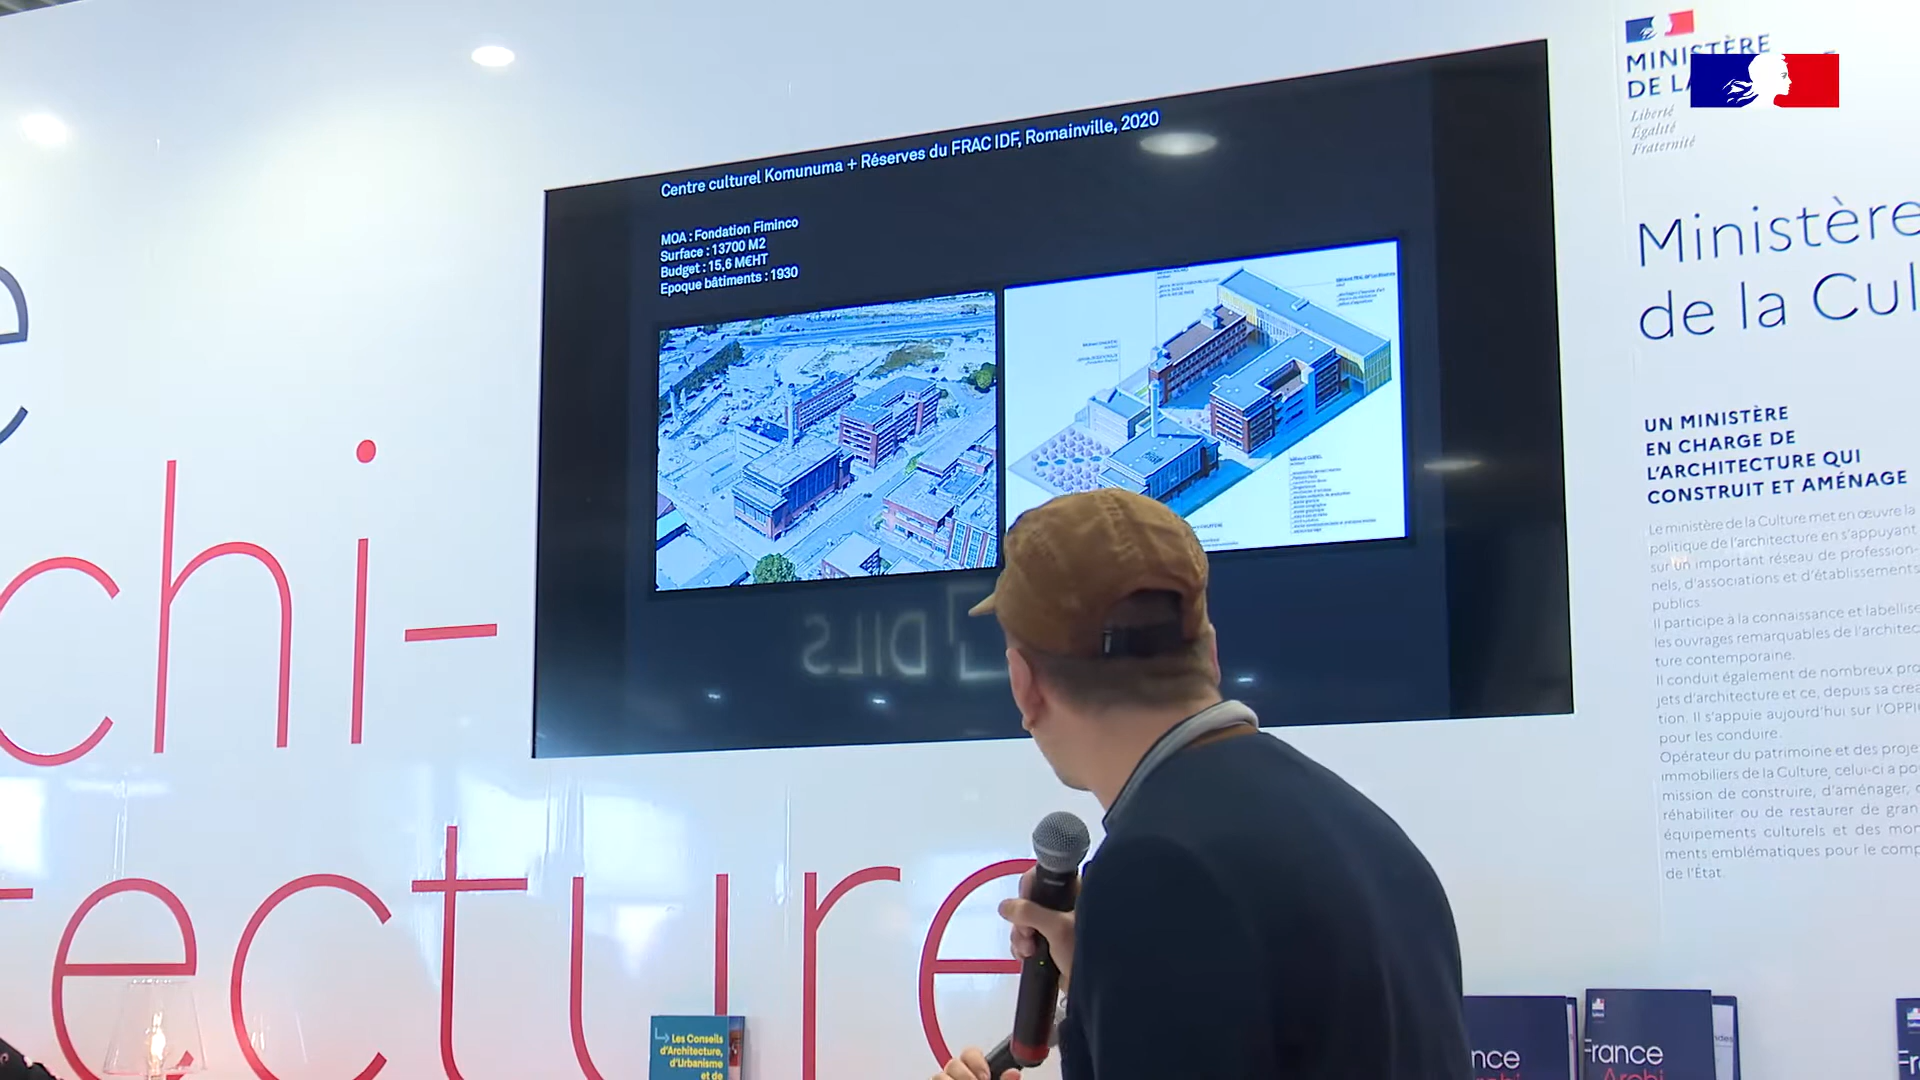 Centre culturel Komunuma + Réserves du FRAC IDF, Romainville, 2020
MOA : Fondation Fiminco
Surface : 13700 M2
Budget : 15,6 M€HT
Epoque bâtiments : 1930
DILS
e
chi-
tecture
MINISTÈRE
DE LA
Liberté
Égalité
Fraternité
Ministère
de la Cul
UN MINISTÈRE
EN CHARGE DE
L'ARCHITECTURE QUI
CONSTRUIT ET AMÉNAGE
Le ministère de la Culture met en œuvre la
politique de l'architecture en s'appuyant
sur un important réseau de profession-
nels, d'associations et d'établissements
publics.
Il participe à la connaissance et labellise
les ouvrages remarquables de l'architec-
ture contemporaine.
Il conduit également de nombreux pro
jets d'architecture et ce, depuis sa créa
tion. Il s'appuie aujourd'hui sur l'OPPIC
pour les conduire.
Opérateur du patrimoine et des proje
immobiliers de la Culture, celui-ci a po
mission de construire, d'aménager, d
réhabiliter ou de restaurer de gran
équipements culturels et des mon
ments emblématiques pour le comp
de l'État.
Les Conseils
d'Architecture,
d'Urbanisme
et de
nce
rchi
France
Archi
Fr